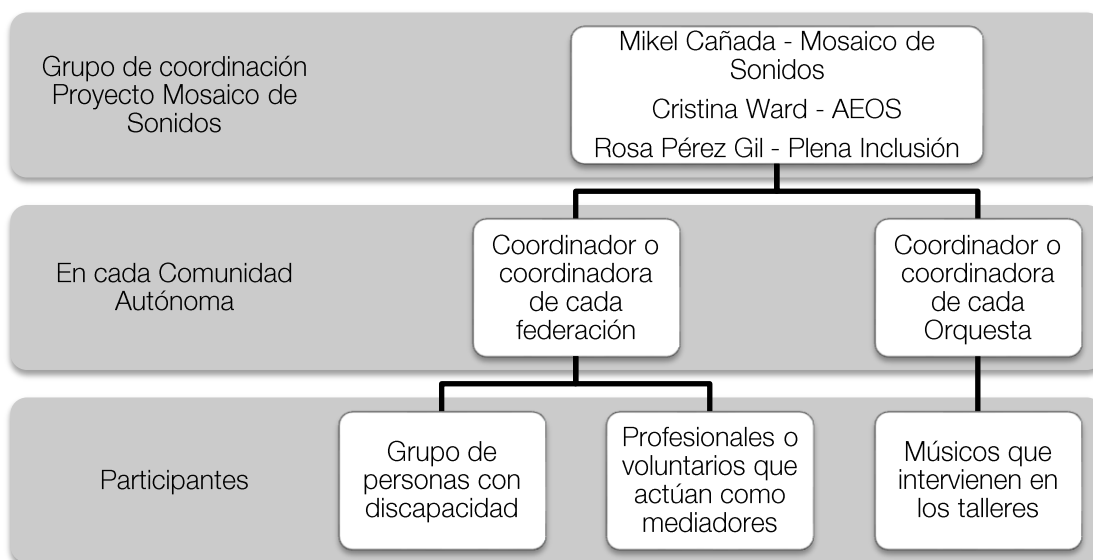 Grupo de coordinación
Proyecto Mosaico de
Sonidos
Mikel Cañada - Mosaico de
Sonidos
Cristina Ward - AEOS
Rosa Pérez Gil - Plena Inclusión
En cada Comunidad
Autónoma
Coordinador o
coordinadora
de cada
federación
Coordinador o
coordinadora
de cada
Orquesta
Participantes
Grupo de
personas con
discapacidad
Profesionales o
voluntarios que
actúan como
mediadores
Músicos que
intervienen en
los talleres